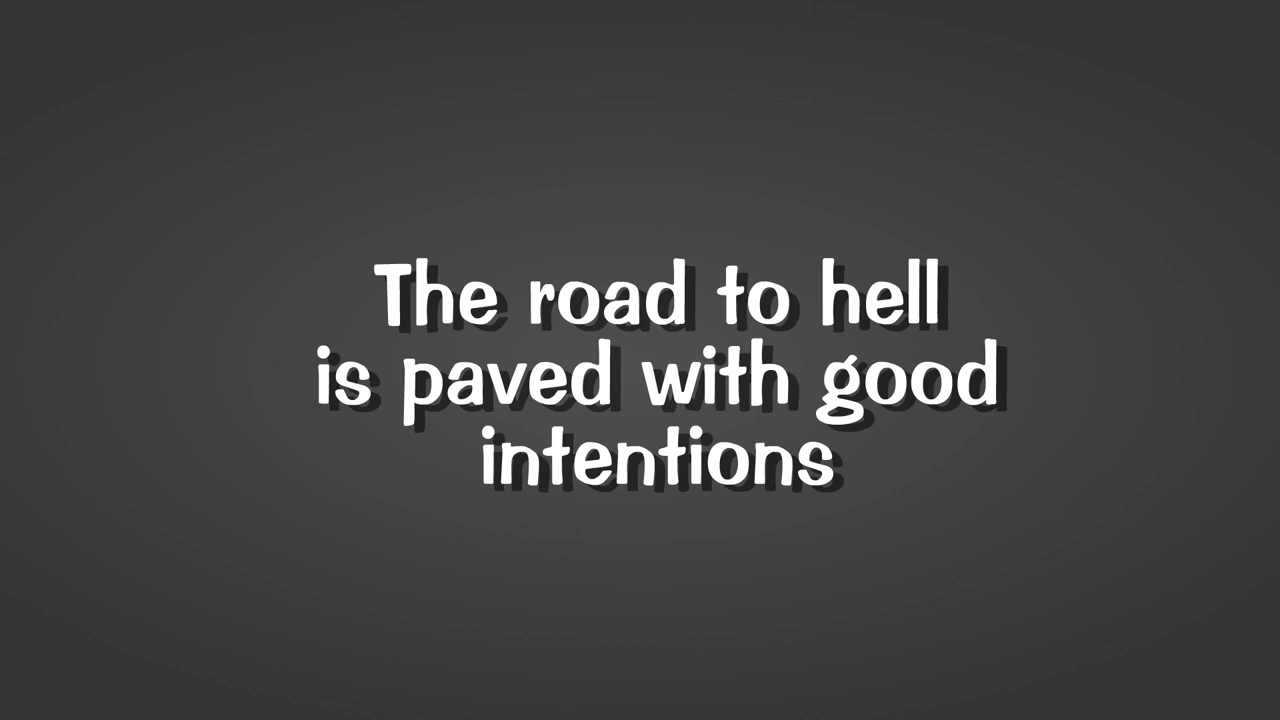 The road to hell
is paved with good
intentions